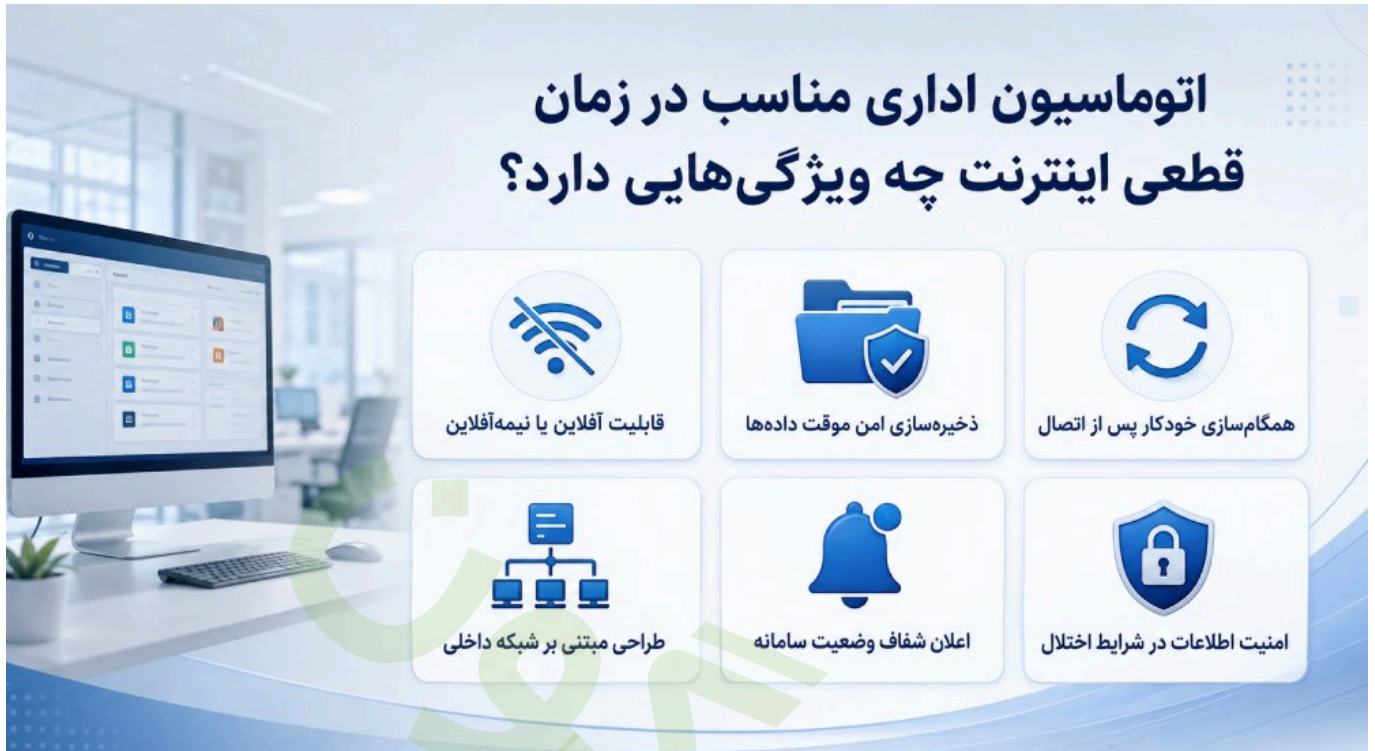 اتوماسیون اداری مناسب در زمان
قطعی اینترنت چه ویژگی‌هایی دارد؟
همگام‌سازی خودکار پس از اتصال
ذخیره‌سازی امن موقت داده‌ها
قابلیت آفلاین یا نیمه‌آفلاین
امنیت اطلاعات در شرایط اختلال
اعلان شفاف وضعیت سامانه
طراحی مبتنی بر شبکه داخلی